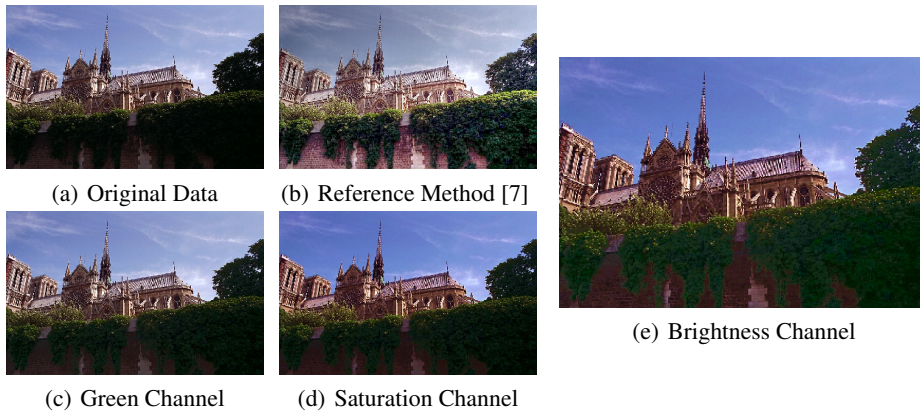 (a) Original Data
(b) Reference Method [7]
(c) Green Channel
(d) Saturation Channel
(e) Brightness Channel